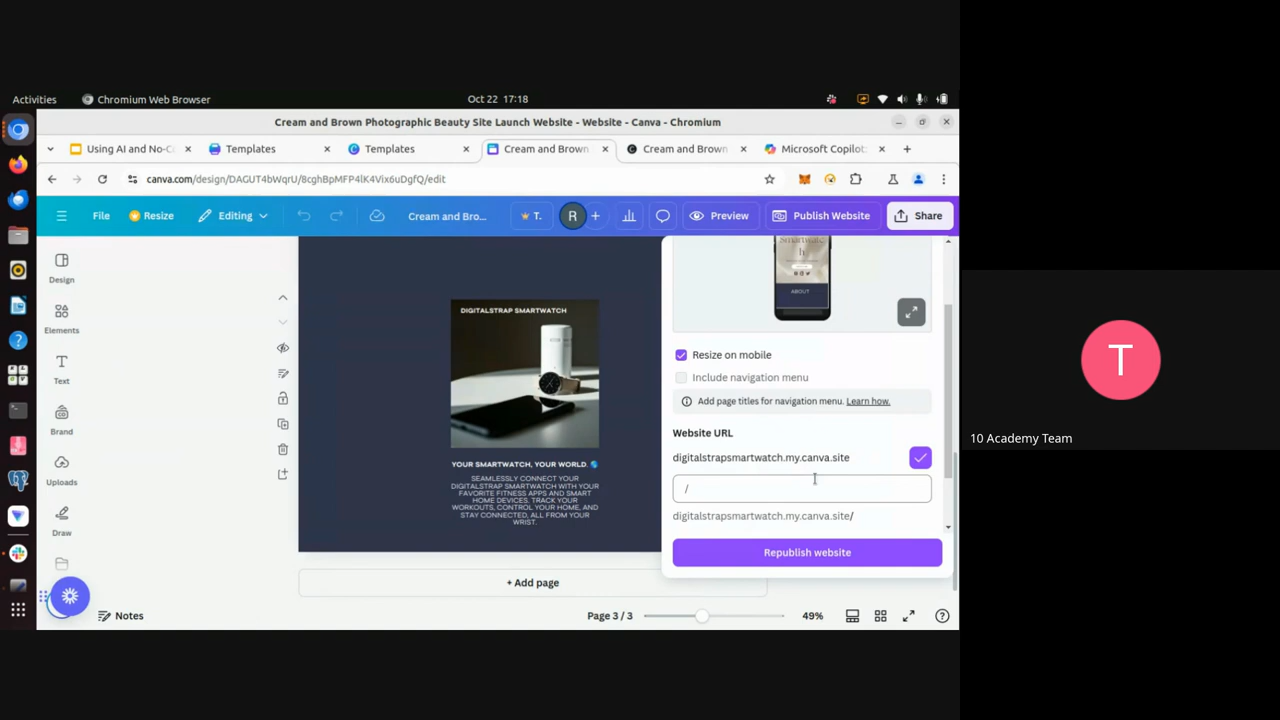 Activities
Chromium Web Browser
Oct 22 17:18
Cream and Brown Photographic Beauty Site Launch Website - Website - Canva - Chromium
Using AI and No-C
Templates
Templates
Cream and Brown
Cream and Brown
Microsoft Copilot:
canva.com/design/DAGUT4bWqrU/8cghBpMFP4lK4Vix6uDgfQ/edit
File
Resize
Editing
Cream and Bro...
T.
R
Preview
Publish Website
Share
Design
Elements
Text
Brand
Uploads
Draw
DIGITALSTRAP SMARTWATCH
YOUR SMARTWATCH, YOUR WORLD. 🌎
SEAMLESSLY CONNECT YOUR
DIGITALSTRAP SMARTWATCH WITH YOUR
FAVORITE FITNESS APPS AND SMART
HOME DEVICES. TRACK YOUR
WORKOUTS, CONTROL YOUR HOME, AND
STAY CONNECTED, ALL FROM YOUR
WRIST.
+ Add page
Smartwatc
h
ABOUT
Resize on mobile
Include navigation menu
Add page titles for navigation menu. Learn how.
Website URL
digitalstrapsmartwatch.my.canva.site
/
digitalstrapsmartwatch.my.canva.site/
Republish website
Notes
Page 3 / 3
49%
T
10 Academy Team